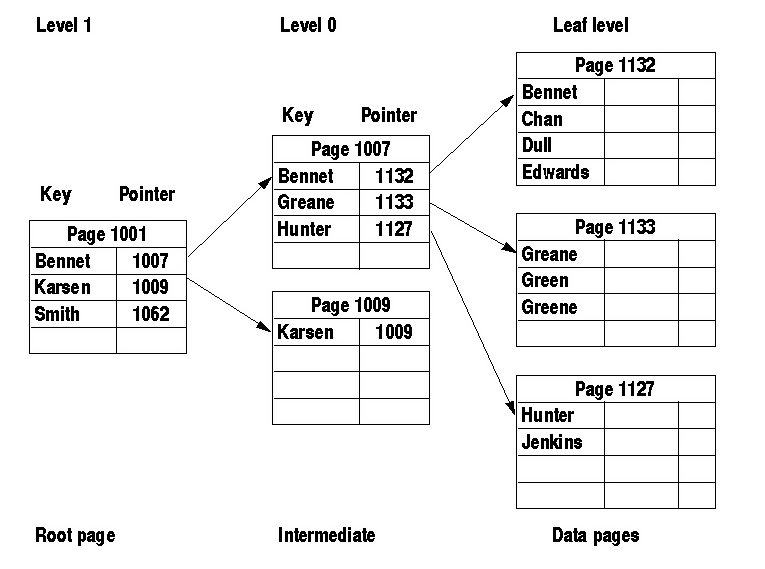 Level 1
Level 0
Leaf level
Key Pointer
Page 1001
Bennet 1007
Karsen 1009
Smith 1062
Key Pointer
Page 1007
Bennet 1132
Greane 1133
Hunter 1127
Page 1009
Karsen 1009
Page 1132
Bennet
Chan
Dull
Edwards
Page 1133
Greane
Green
Greene
Page 1127
Hunter
Jenkins
Root page
Intermediate
Data pages